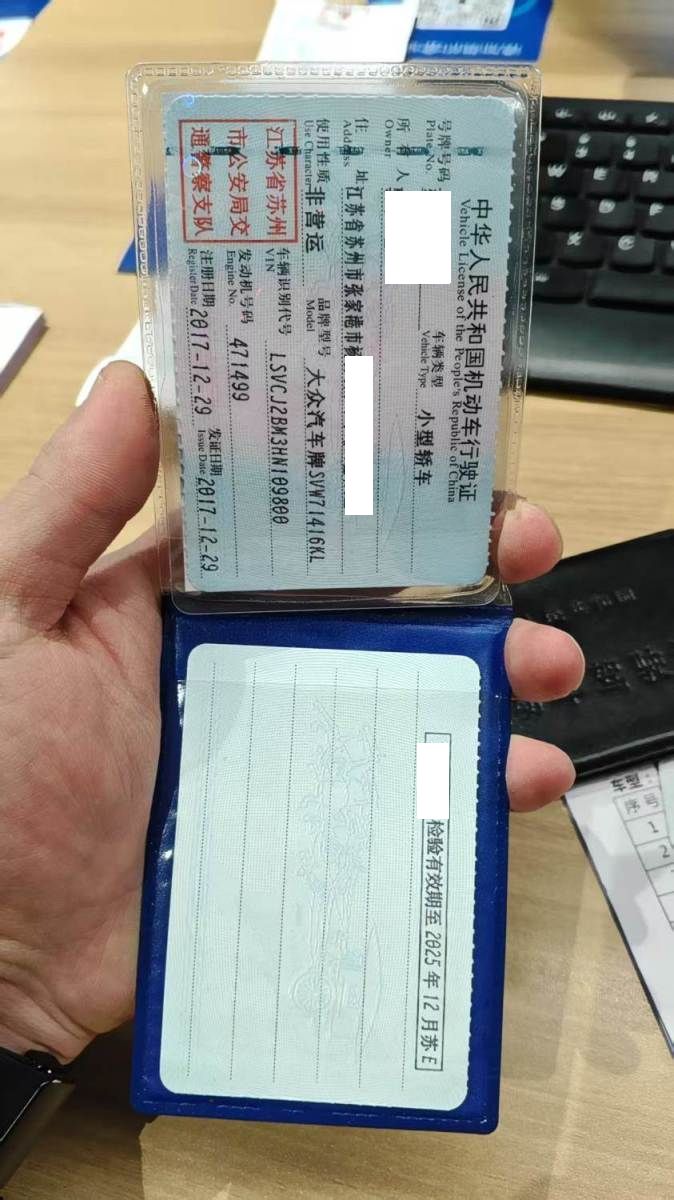 中华人民共和国机动车行驶证
Vehicle License of the People's Republic of China
号牌号码
Plate No.
车辆类型 小型轿车
Vehicle Type
所有人
Owner
住址 江苏省苏州市张家港市
Address
使用性质 非营运
Use Character
品牌型号 大众汽车牌SVW71416KL
Model
江苏省苏州
市公安局交
通警察支队
车辆识别代号 LSVCJ2BM3HN109800
VIN
发动机号码 471499
Engine No.
注册日期 2017-12-29
Register Date
发证日期 2017-12-29
Issue Date
检验有效期至2025年12月苏E
1
2